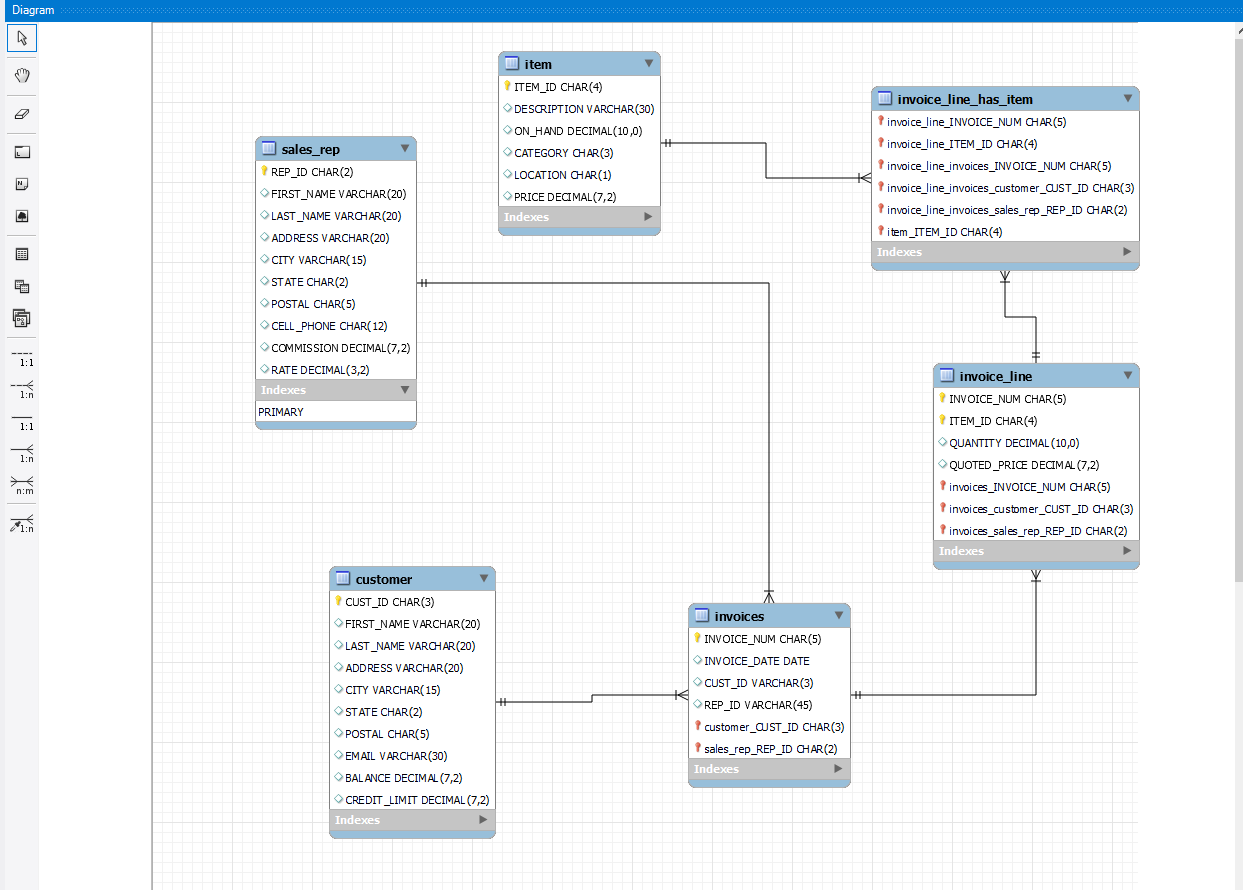 Diagram
item
ITEM_ID CHAR(4)
DESCRIPTION VARCHAR(30)
ON_HAND DECIMAL(10,0)
CATEGORY CHAR(3)
LOCATION CHAR(1)
PRICE DECIMAL(7,2)
Indexes
invoice_line_has_item
invoice_line_INVOICE_NUM CHAR(5)
invoice_line_ITEM_ID CHAR(4)
invoice_line_invoices_INVOICE_NUM CHAR(5)
invoice_line_invoices_customer_CUST_ID CHAR(3)
invoice_line_invoices_sales_rep_REP_ID CHAR(2)
item_ITEM_ID CHAR(4)
Indexes
sales_rep
REP_ID CHAR(2)
FIRST_NAME VARCHAR(20)
LAST_NAME VARCHAR(20)
ADDRESS VARCHAR(20)
CITY VARCHAR(15)
STATE CHAR(2)
POSTAL CHAR(5)
CELL_PHONE CHAR(12)
COMMISSION DECIMAL(7,2)
RATE DECIMAL(3,2)
Indexes
PRIMARY
1:1
1:n
1:1
1:n
n:m
1:n
invoice_line
INVOICE_NUM CHAR(5)
ITEM_ID CHAR(4)
QUANTITY DECIMAL(10,0)
QUOTED_PRICE DECIMAL(7,2)
invoices_INVOICE_NUM CHAR(5)
invoices_customer_CUST_ID CHAR(3)
invoices_sales_rep_REP_ID CHAR(2)
Indexes
customer
CUST_ID CHAR(3)
FIRST_NAME VARCHAR(20)
LAST_NAME VARCHAR(20)
ADDRESS VARCHAR(20)
CITY VARCHAR(15)
STATE CHAR(2)
POSTAL CHAR(5)
EMAIL VARCHAR(30)
BALANCE DECIMAL(7,2)
CREDIT_LIMIT DECIMAL(7,2)
Indexes
invoices
INVOICE_NUM CHAR(5)
INVOICE_DATE DATE
CUST_ID VARCHAR(3)
REP_ID VARCHAR(45)
customer_CUST_ID CHAR(3)
sales_rep_REP_ID CHAR(2)
Indexes